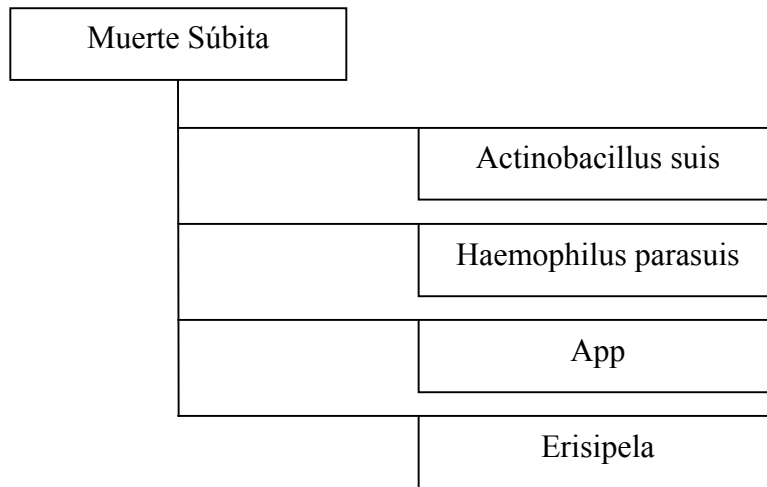 Muerte Súbita
Actinobacillus suis
Haemophilus parasuis
App
Erisipela